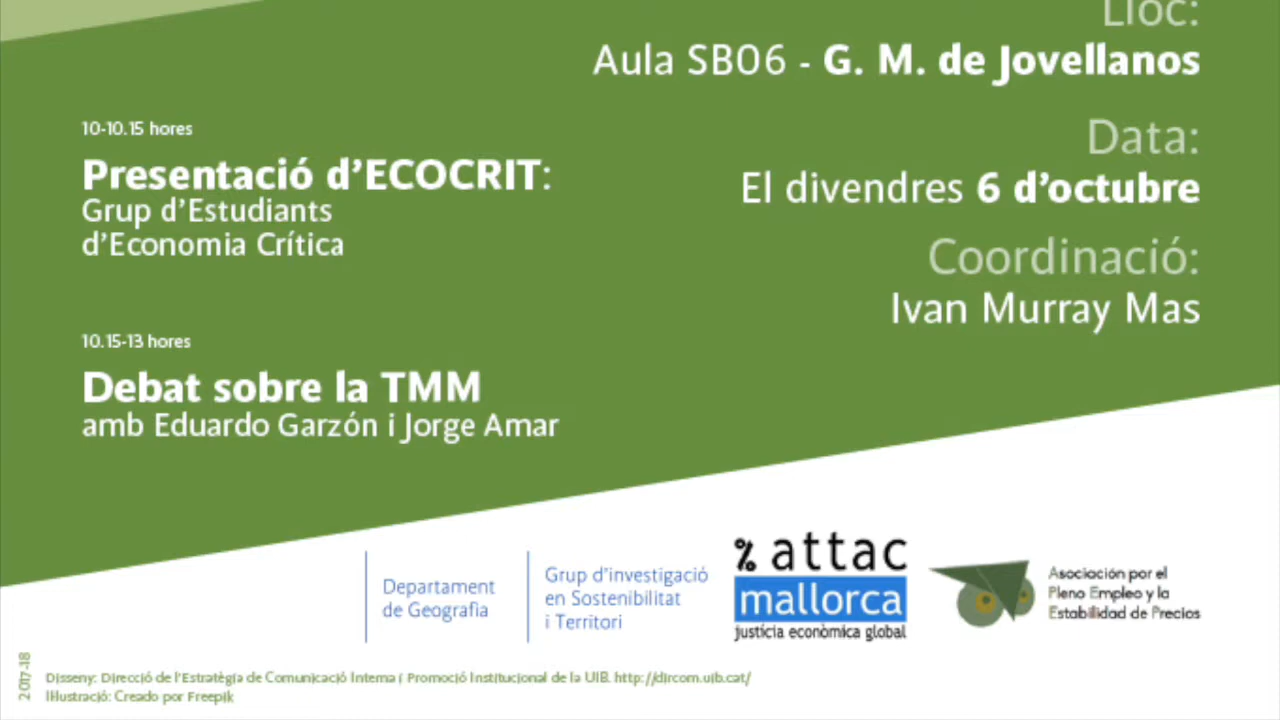 Lloc:
Aula SB06 - G. M. de Jovellanos
Data:
El divendres 6 d'octubre
Coordinació:
Ivan Murray Mas
10-10.15 hores
Presentació d'ECOCRIT:
Grup d'Estudiants
d'Economia Crítica
10.15-13 hores
Debat sobre la TMM
amb Eduardo Garzón i Jorge Amar
Departament
de Geografia
Grup d'investigació
en Sostenibilitat
i Territori
% attac
mallorca
justícia econòmica global
Asociación por el
Pleno Empleo y la
Estabilidad de Precios
2017-18
Disseny: Direcció de l'Estratègia de Comunicació Interna i Promoció Institucional de la UIB. http://dircom.uib.cat/
Il·lustració: Creado por Freepik